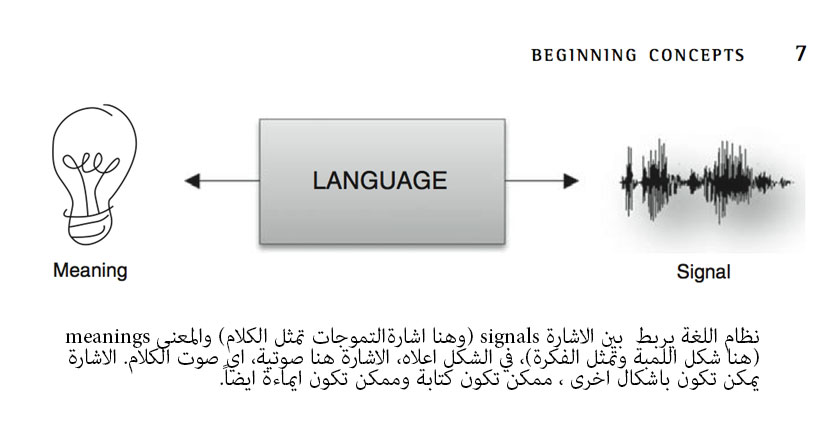 BEGINNING CONCEPTS 7
LANGUAGE
Meaning
Signal
نظام اللغة يربط بين الاشارة signals (وهنا اشارةالتموجات تمثل الكلام) والمعنى meanings
(هنا شكل اللمبة وتمثل الفكرة)، في الشكل اعلاه، الاشارة هنا صوتية، اي صوت الكلام. الاشارة
يمكن تكون باشكال اخرى ، ممكن تكون كتابة وممكن تكون ايماءة ايضاً.